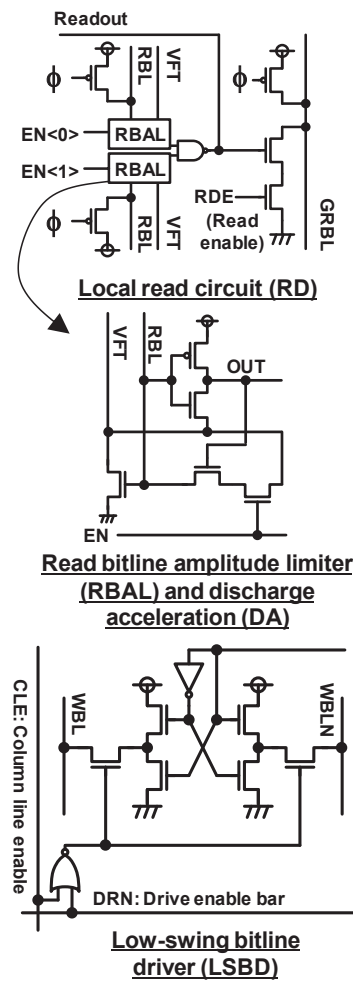 Readout
ϕ
RBL
VFT
ϕ
EN<0>
RBAL
EN<1>
RBAL
RDE
(Read
enable)
ϕ
RBL
VFT
GRBL
Local read circuit (RD)
VFT
RBL
OUT
EN
Read bitline amplitude limiter
(RBAL) and discharge
acceleration (DA)
CLE: Column line enable
WBL
WBLN
DRN: Drive enable bar
Low-swing bitline
driver (LSBD)